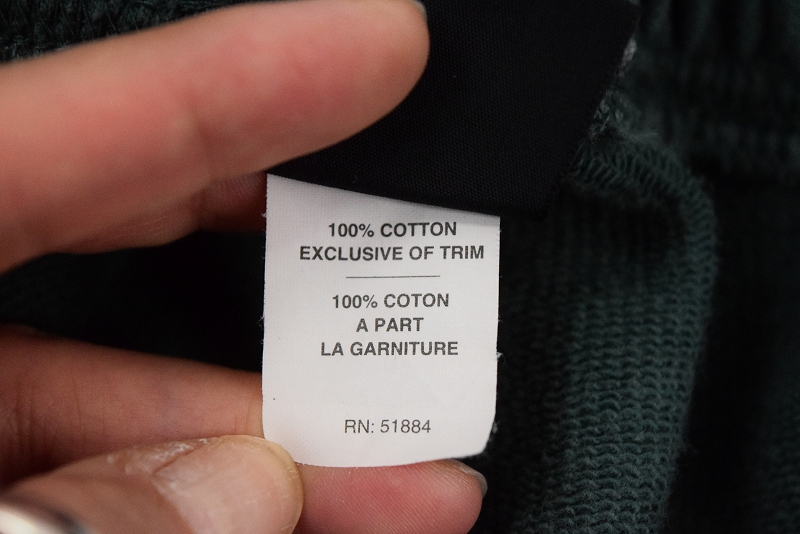 100% COTTON
EXCLUSIVE OF TRIM
100% COTON
A PART
LA GARNITURE
RN: 51884